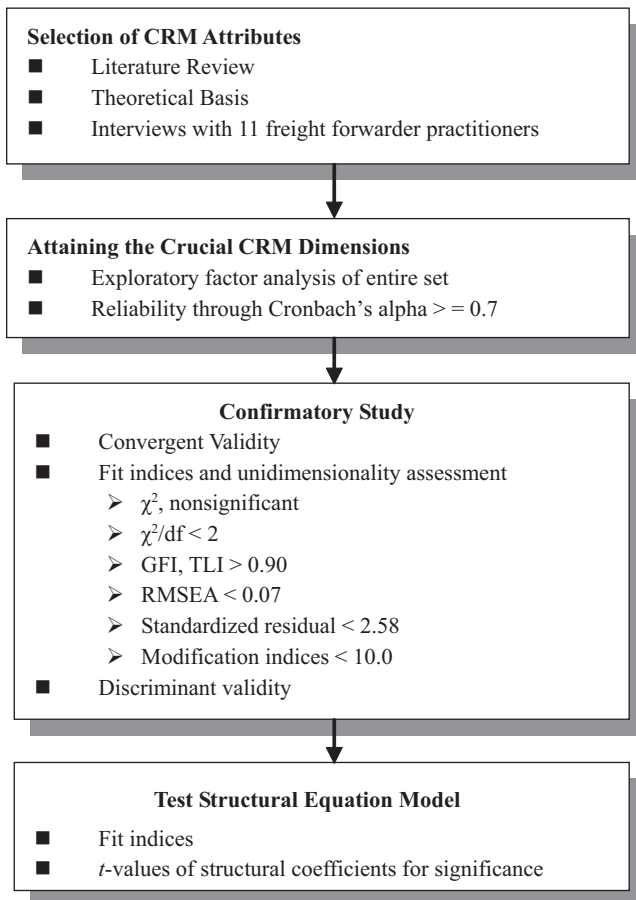 Selection of CRM Attributes
■ Literature Review
■ Theoretical Basis
■ Interviews with 11 freight forwarder practitioners
Attaining the Crucial CRM Dimensions
■ Exploratory factor analysis of entire set
■ Reliability through Cronbach’s alpha > = 0.7
Confirmatory Study
■ Convergent Validity
■ Fit indices and unidimensionality assessment
➢ χ², nonsignificant
➢ χ²/df < 2
➢ GFI, TLI > 0.90
➢ RMSEA < 0.07
➢ Standardized residual < 2.58
➢ Modification indices < 10.0
■ Discriminant validity
Test Structural Equation Model
■ Fit indices
■ t-values of structural coefficients for significance